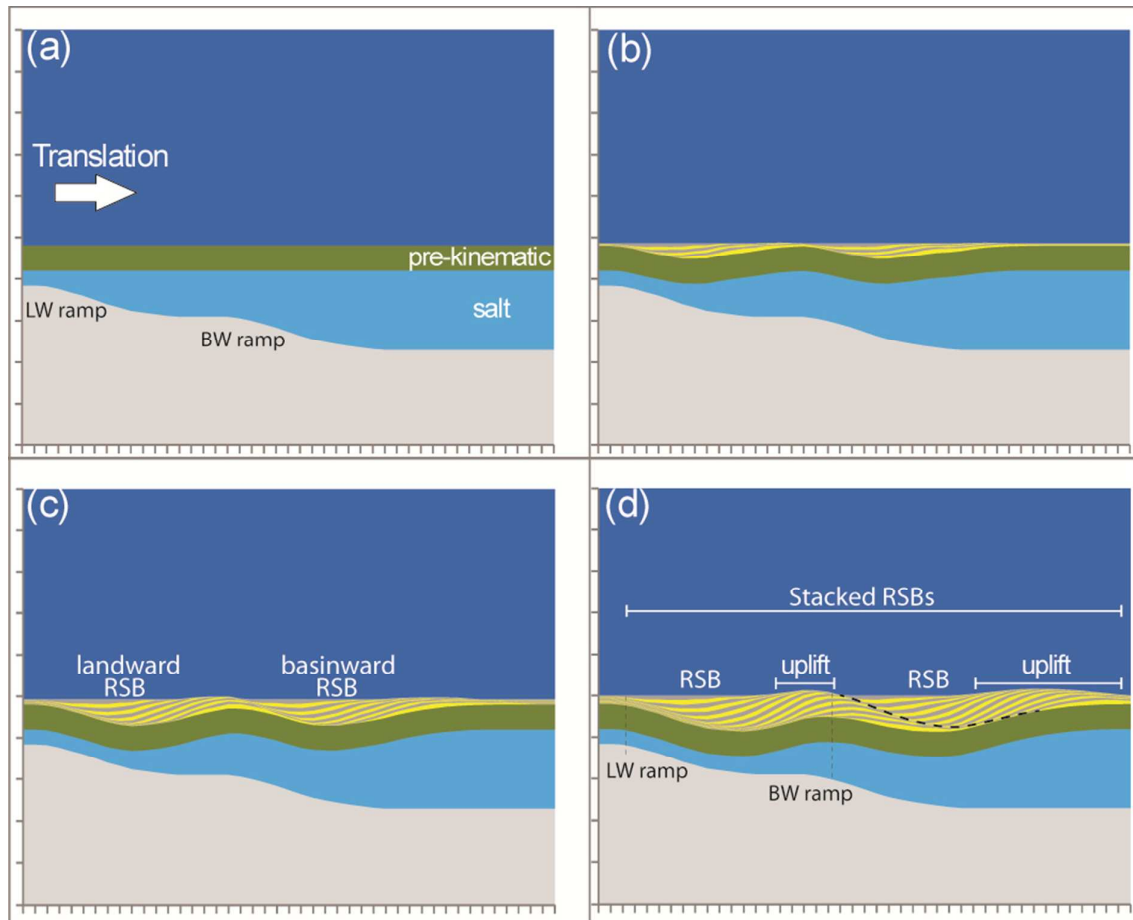 (a)
Translation
pre-kinematic
LW ramp
salt
BW ramp
(b)
(c)
landward
RSB
basinward
RSB
(d)
Stacked RSBs
RSB
uplift
RSB
uplift
LW ramp
BW ramp